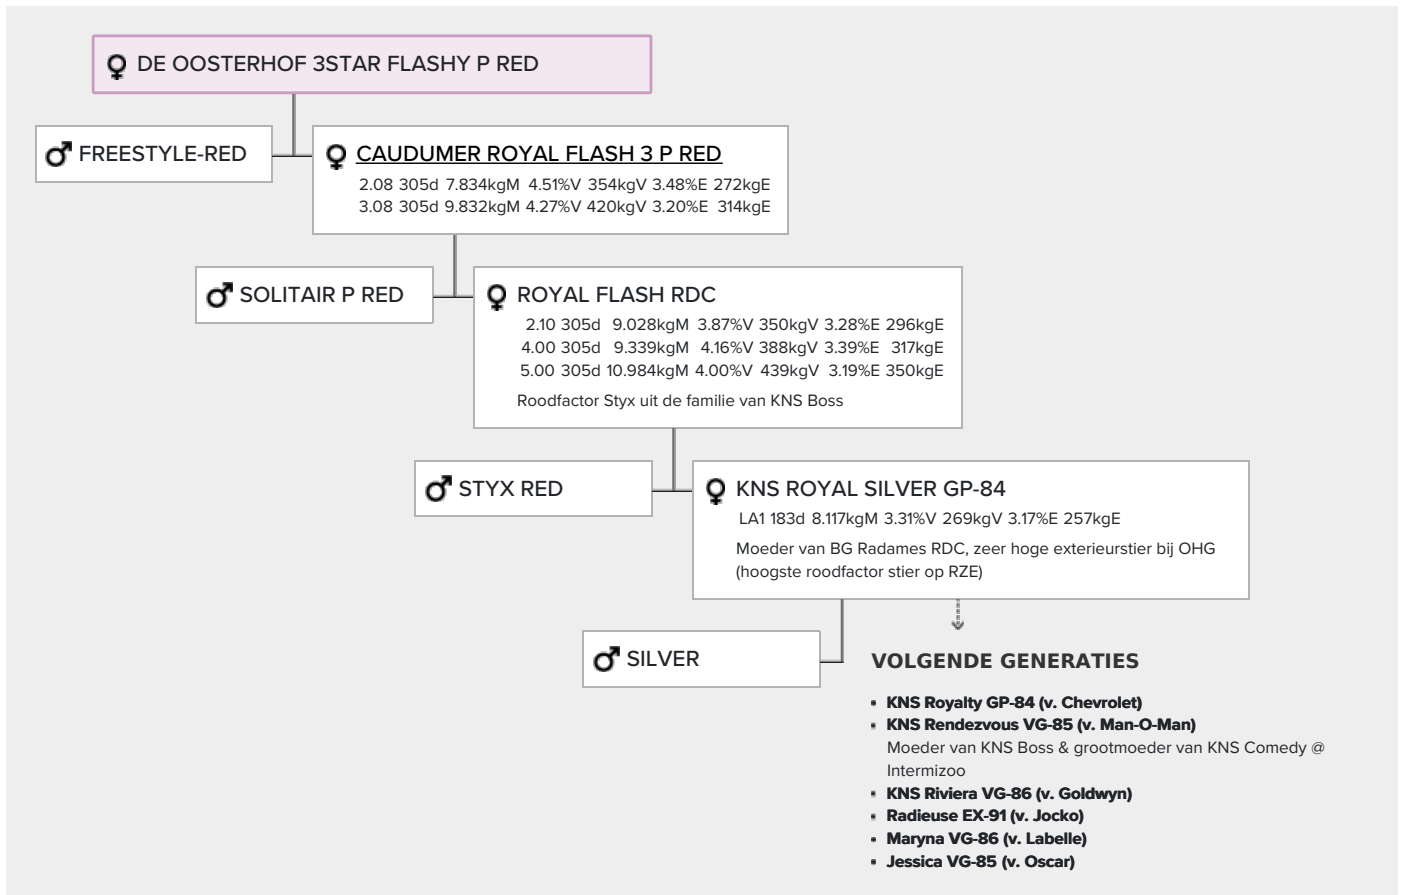 DE OOSTERHOF 3STAR FLASHY P RED
FREESTYLE-RED
CAUDUMER ROYAL FLASH 3 P RED
2.08 305d 7.834kgM 4.51%V 354kgV 3.48%E 272kgE
3.08 305d 9.832kgM 4.27%V 420kgV 3.20%E 314kgE
SOLITAIR P RED
ROYAL FLASH RDC
2.10 305d 9.028kgM 3.87%V 350kgV 3.28%E 296kgE
4.00 305d 9.339kgM 4.16%V 388kgV 3.39%E 317kgE
5.00 305d 10.984kgM 4.00%V 439kgV 3.19%E 350kgE
Roodfactor Styx uit de familie van KNS Boss
STYX RED
KNS ROYAL SILVER GP-84
LA1 183d 8.117kgM 3.31%V 269kgV 3.17%E 257kgE
Moeder van BG Radames RDC, zeer hoge exterieurstier bij OHG
(hoogste roodfactor stier op RZE)
SILVER
VOLGENDE GENERATIES
KNS Royalty GP-84 (v. Chevrolet)
KNS Rendezvous VG-85 (v. Man-O-Man)
Moeder van KNS Boss & grootmoeder van KNS Comedy @
Intermizoo
KNS Riviera VG-86 (v. Goldwyn)
Radieuse EX-91 (v. Jocko)
Maryna VG-86 (v. Labelle)
Jessica VG-85 (v. Oscar)